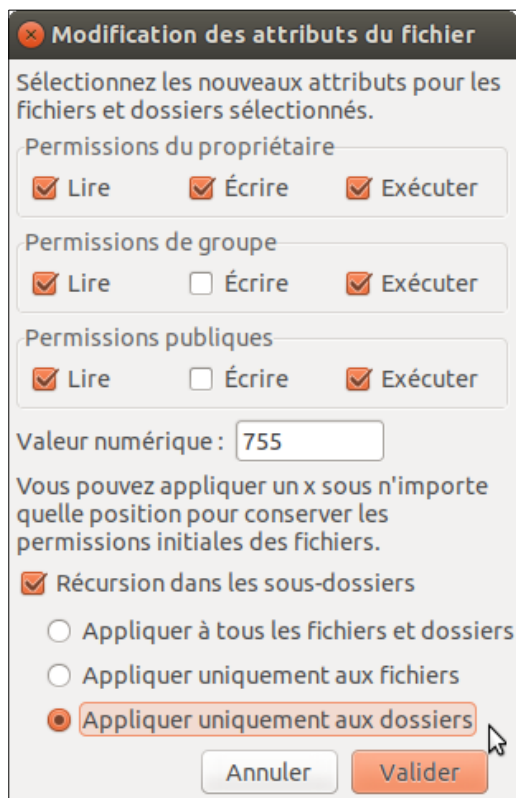 Modification des attributs du fichier
Sélectionnez les nouveaux attributs pour les
fichiers et dossiers sélectionnés.
Permissions du propriétaire
Lire Écrire Exécuter
Permissions de groupe
Lire Écrire Exécuter
Permissions publiques
Lire Écrire Exécuter
Valeur numérique : 755
Vous pouvez appliquer un x sous n'importe
quelle position pour conserver les
permissions initiales des fichiers.
Récursion dans les sous-dossiers
Appliquer à tous les fichiers et dossiers
Appliquer uniquement aux fichiers
Appliquer uniquement aux dossiers
Annuler Valider